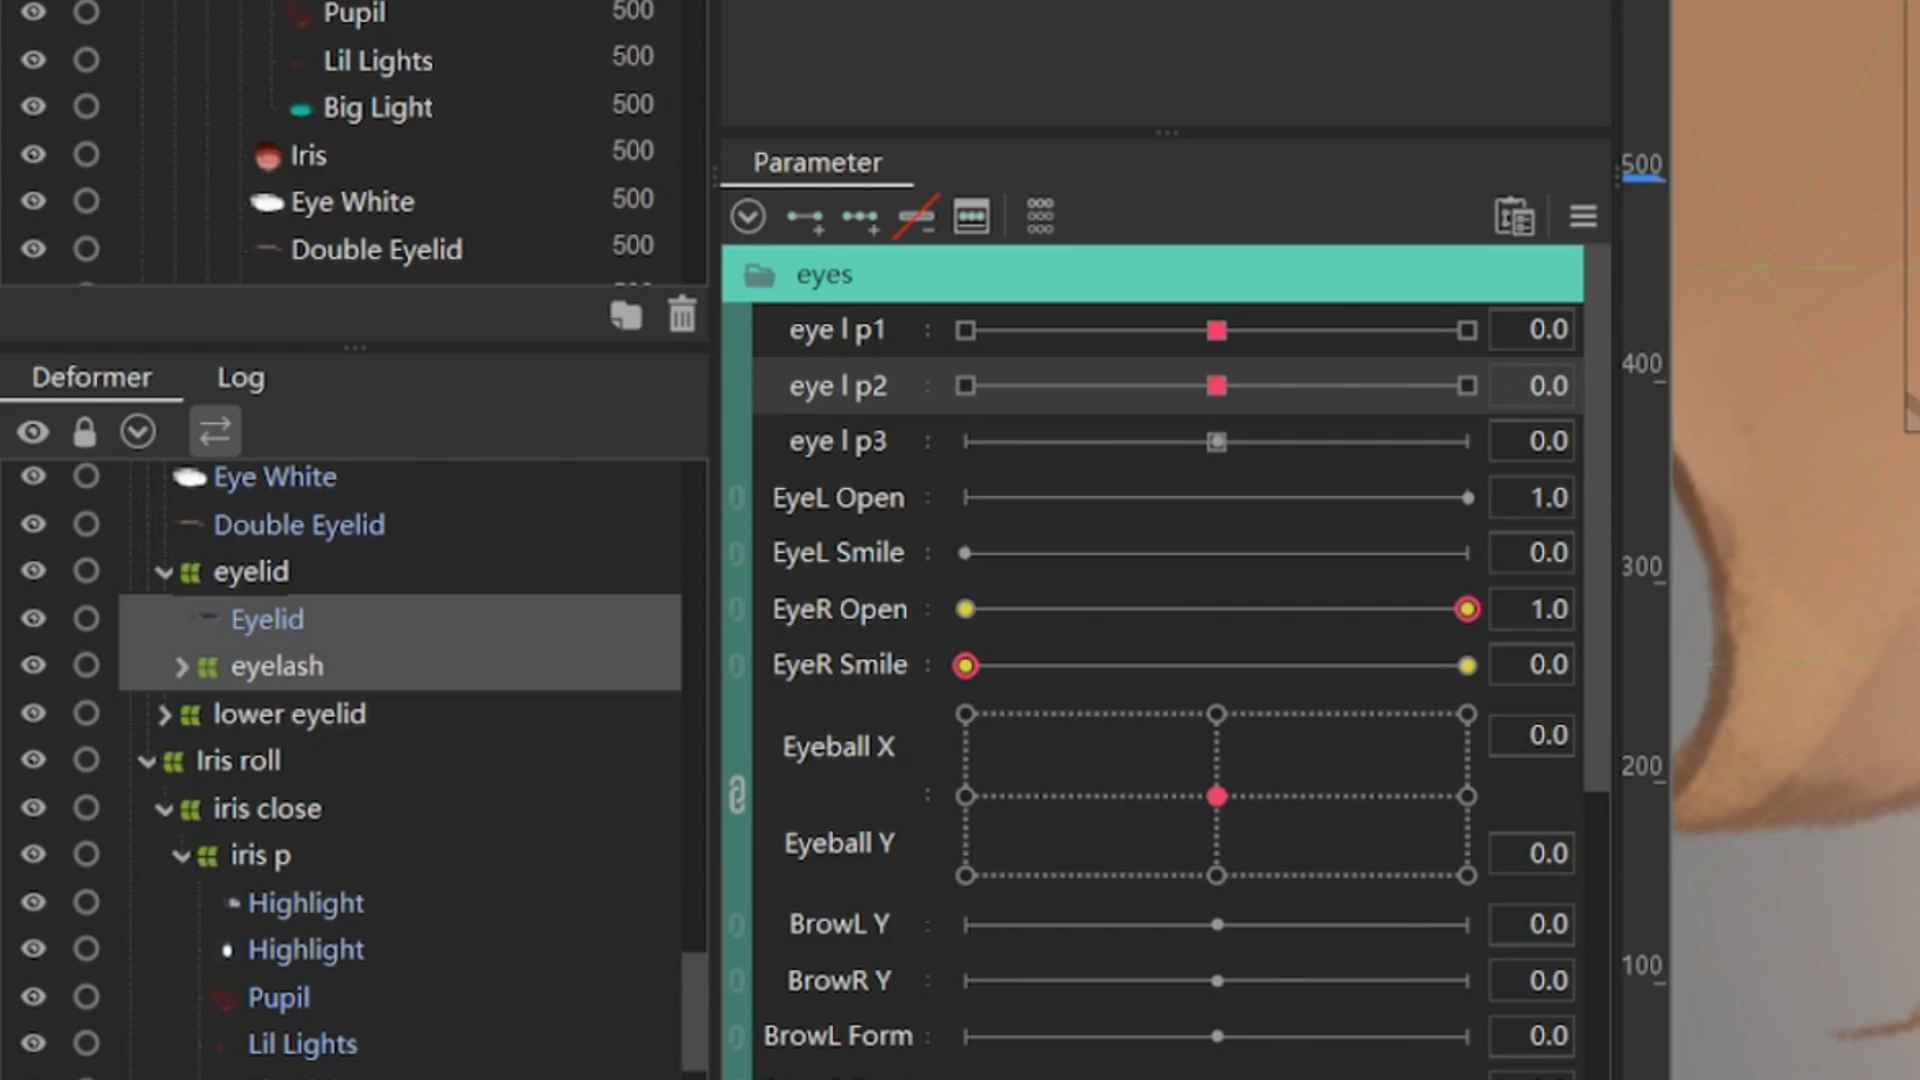 Pupil 500
Lil Lights 500
Big Light 500
Iris 500
Eye White 500
Double Eyelid 500
Deformer Log
Eye White
Double Eyelid
eyelid
Eyelid
eyelash
lower eyelid
Iris roll
iris close
iris p
Highlight
Highlight
Pupil
Lil Lights
Parameter
eyes
eye l p1 : 0.0
eye l p2 : 0.0
eye l p3 : 0.0
EyeL Open : 1.0
EyeL Smile : 0.0
EyeR Open : 1.0
EyeR Smile : 0.0
Eyeball X 0.0
:
Eyeball Y 0.0
BrowL Y : 0.0
BrowR Y : 0.0
BrowL Form : 0.0
500
400
300
200
100